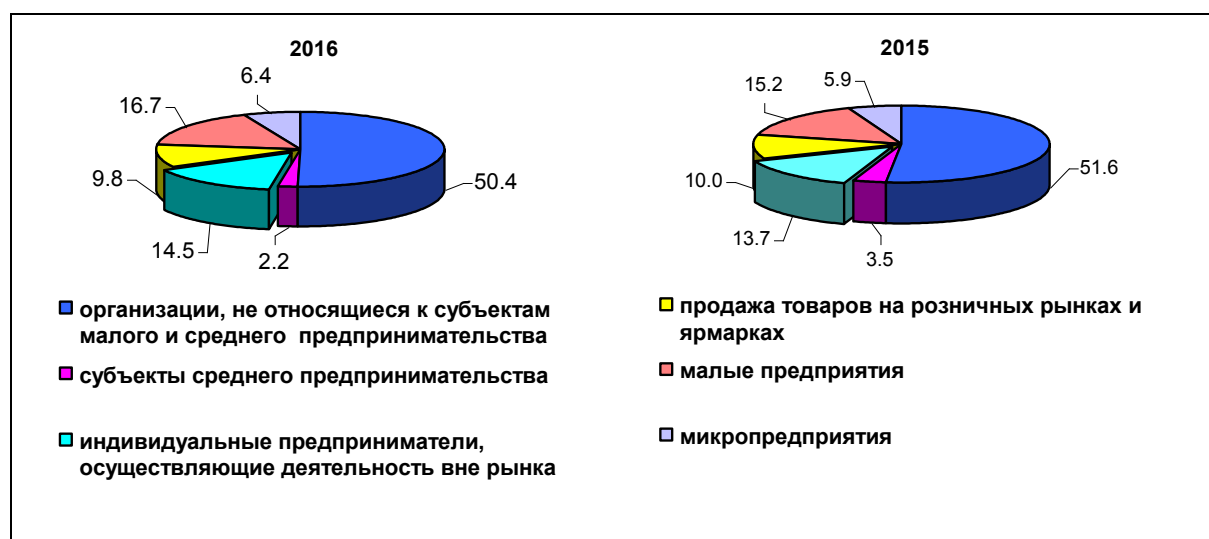 2016
6.4
16.7
9.8
14.5
2.2
50.4
2015
5.9
15.2
10.0
13.7
3.5
51.6
организации, не относящиеся к субъектам
малого и среднего предпринимательства
субъекты среднего предпринимательства
индивидуальные предприниматели,
осуществляющие деятельность вне рынка
продажа товаров на розничных рынках и
ярмарках
малые предприятия
микропредприятия